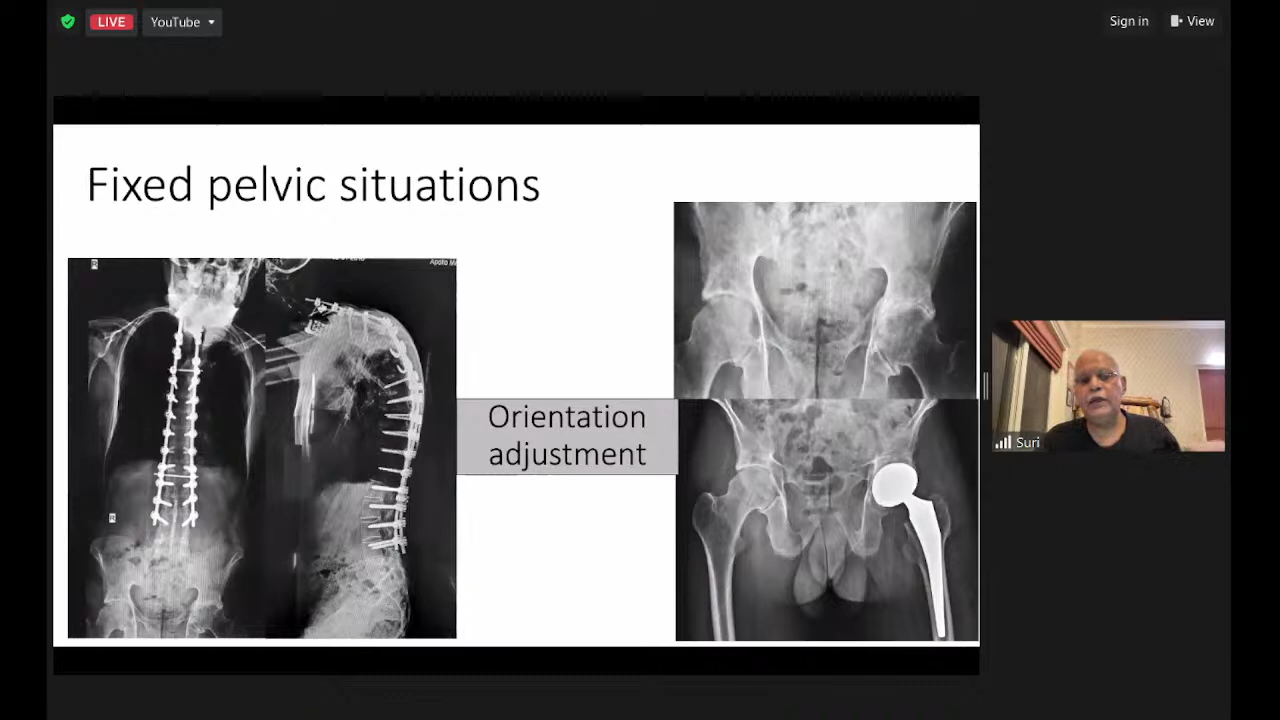 LIVE
YouTube
Sign in
View
Fixed pelvic situations
R
R
Orientation
adjustment
Suri